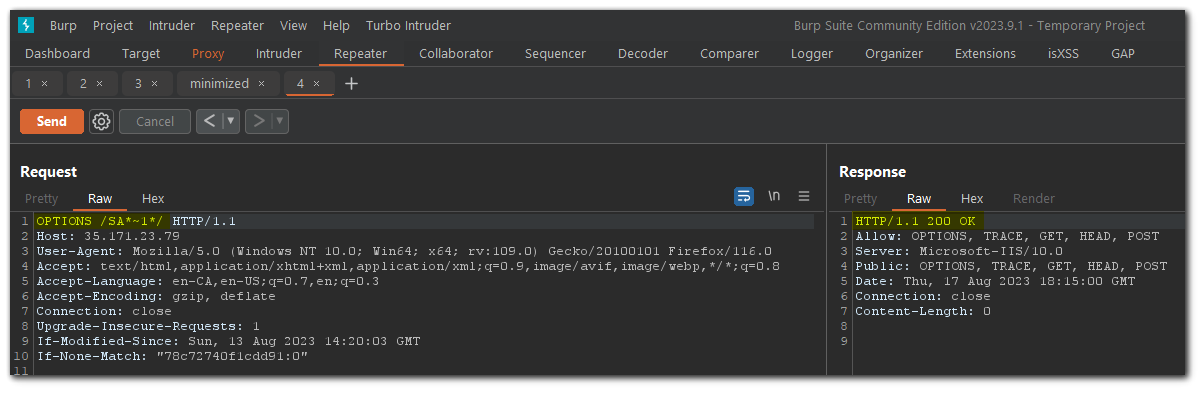 Burp Project Intruder Repeater View Help Turbo Intruder Burp Suite Community Edition v2023.9.1 - Temporary Project
Dashboard Target Proxy Intruder Repeater Collaborator Sequencer Decoder Comparer Logger Organizer Extensions isXSS GAP
1 × 2 × 3 × minimized × 4 × +
Send Cancel < ▼ > ▼
Request
Pretty Raw Hex \n
1 OPTIONS /SA*~1*/ HTTP/1.1
2 Host: 35.171.23.79
3 User-Agent: Mozilla/5.0 (Windows NT 10.0; Win64; x64; rv:109.0) Gecko/20100101 Firefox/116.0
4 Accept: text/html,application/xhtml+xml,application/xml;q=0.9,image/avif,image/webp,*/*;q=0.8
5 Accept-Language: en-CA,en-US;q=0.7,en;q=0.3
6 Accept-Encoding: gzip, deflate
7 Connection: close
8 Upgrade-Insecure-Requests: 1
9 If-Modified-Since: Sun, 13 Aug 2023 14:20:03 GMT
10 If-None-Match: "78c72740f1cdd91:0"
11
Response
Pretty Raw Hex Render
1 HTTP/1.1 200 OK
2 Allow: OPTIONS, TRACE, GET, HEAD, POST
3 Server: Microsoft-IIS/10.0
4 Public: OPTIONS, TRACE, GET, HEAD, POST
5 Date: Thu, 17 Aug 2023 18:15:00 GMT
6 Connection: close
7 Content-Length: 0
8
9